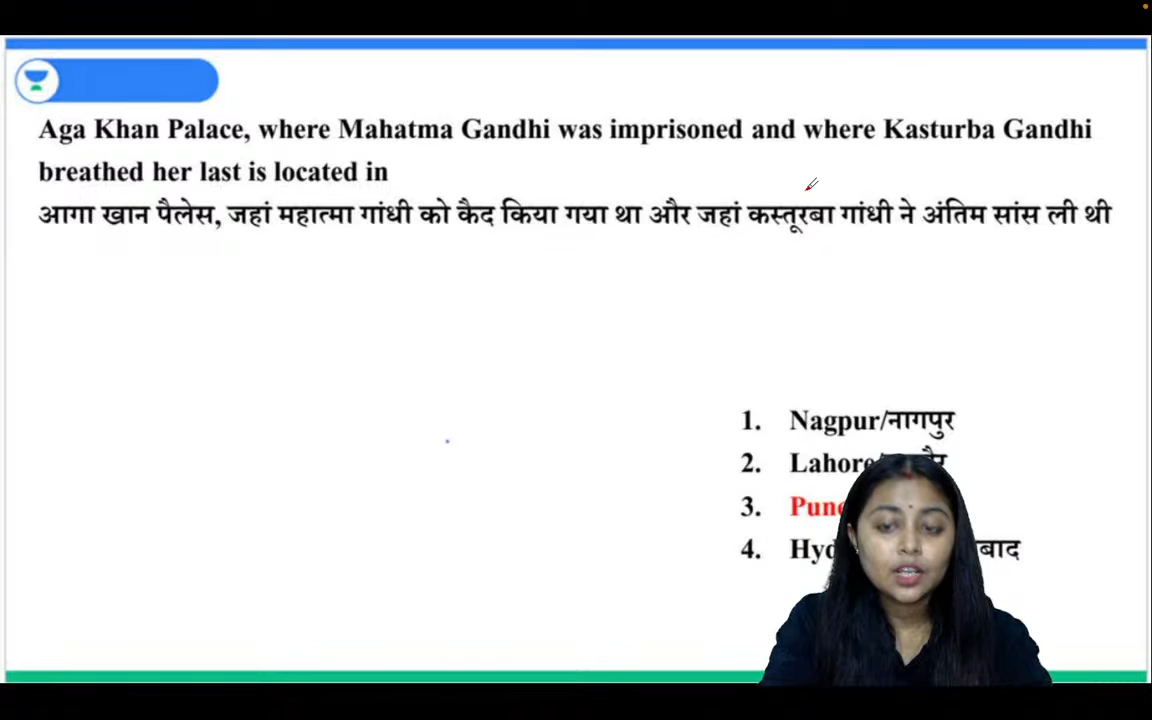 Aga Khan Palace, where Mahatma Gandhi was imprisoned and where Kasturba Gandhi
breathed her last is located in
आगा खान पैलेस, जहां महात्मा गांधी को कैद किया गया था और जहां कस्तूरबा गांधी ने अंतिम सांस ली थी
1. Nagpur/नागपुर
2. Lahore
3.
4.